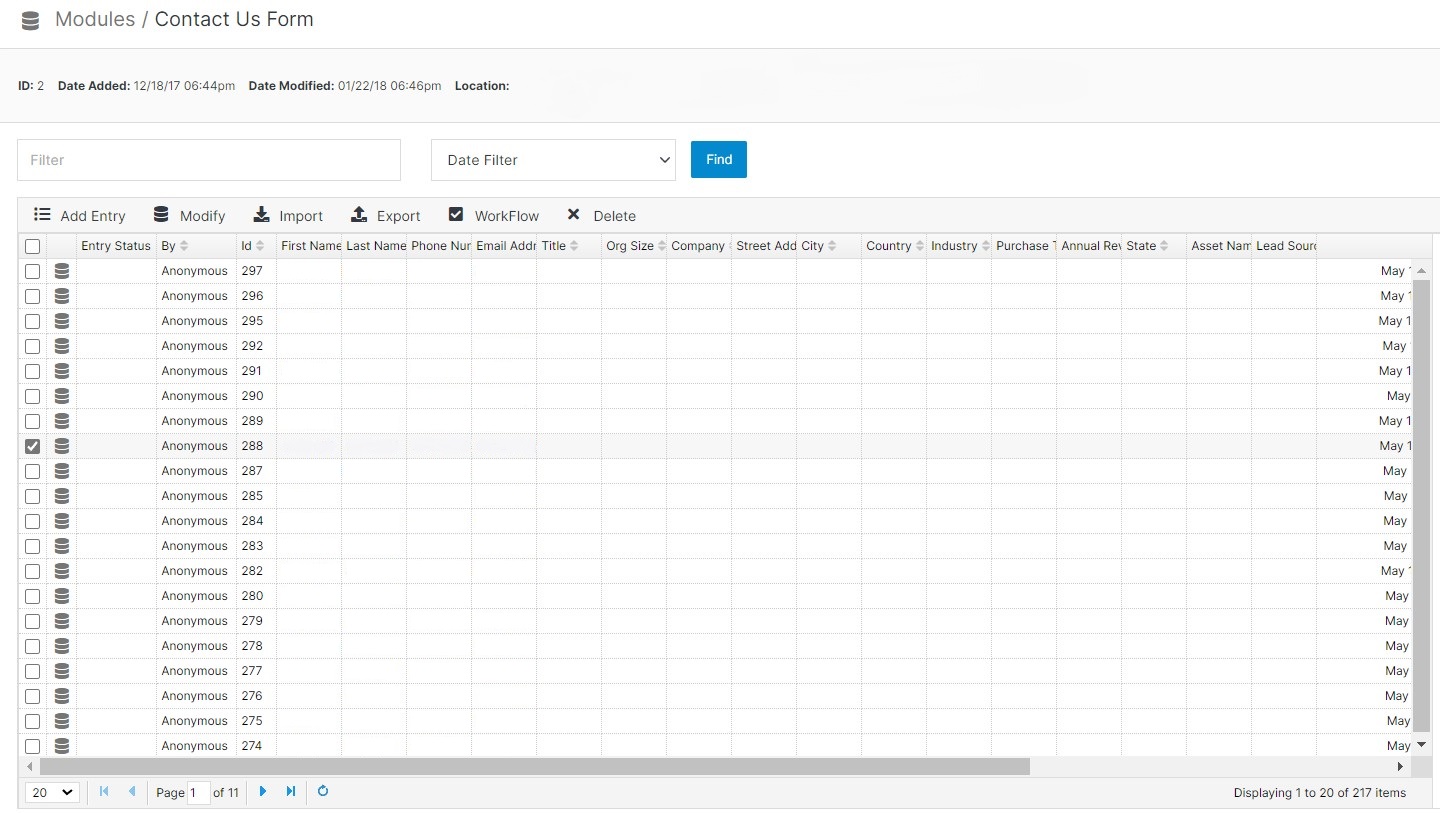 Modules / Contact Us Form
ID: 2 Date Added: 12/18/17 06:44pm Date Modified: 01/22/18 06:46pm Location:
Filter Date Filter Find
Add Entry Modify Import Export WorkFlow Delete
Entry Status By Id First Name Last Name Phone Nur Email Addr Title Org Size Company Street Add City Country Industry Purchase T Annual Rev State Asset Nam Lead Sourc
Anonymous 297 May 1
Anonymous 296 May 1
Anonymous 295 May 1
Anonymous 292 May
Anonymous 291 May 1
Anonymous 290 May
Anonymous 289 May 1
Anonymous 288 May 1
Anonymous 287 May
Anonymous 285 May
Anonymous 284 May
Anonymous 283 May
Anonymous 282 May 1
Anonymous 280 May
Anonymous 279 May
Anonymous 278 May
Anonymous 277 May
Anonymous 276 May
Anonymous 275 May
Anonymous 274 May
20 Page 1 of 11 Displaying 1 to 20 of 217 items